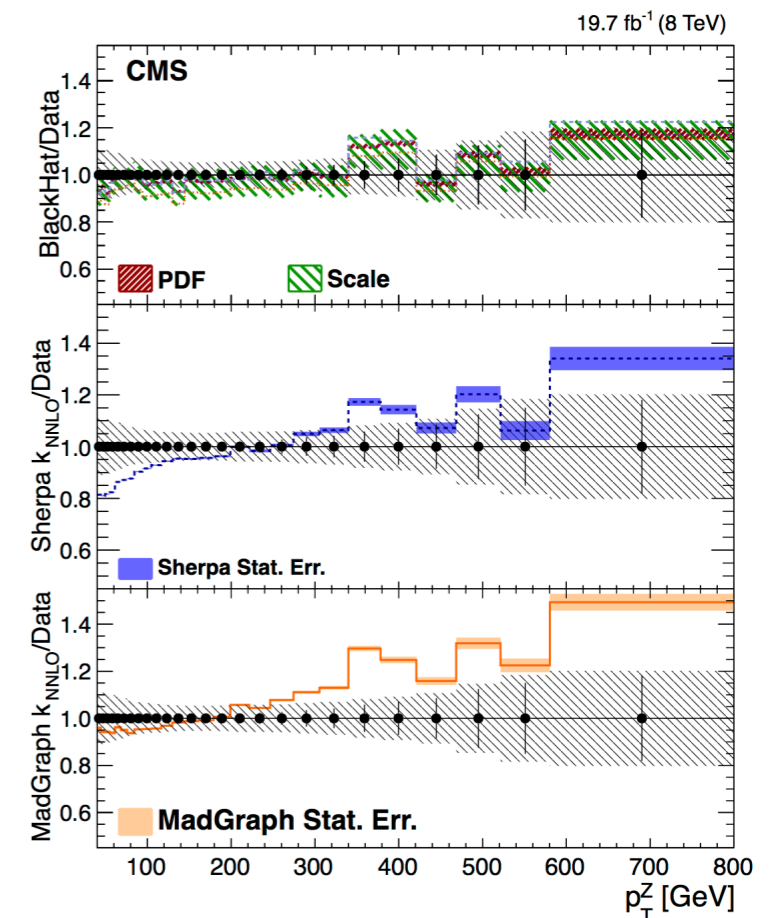 19.7 fb⁻¹ (8 TeV)
CMS
BlackHat/Data
1.4
1.2
1.0
0.8
0.6
PDF
Scale
Sherpa k_NNLO/Data
1.4
1.2
1.0
0.8
0.6
Sherpa Stat. Err.
MadGraph k_NNLO/Data
1.4
1.2
1.0
0.8
0.6
MadGraph Stat. Err.
100 200 300 400 500 600 700 800
p_T^Z [GeV]